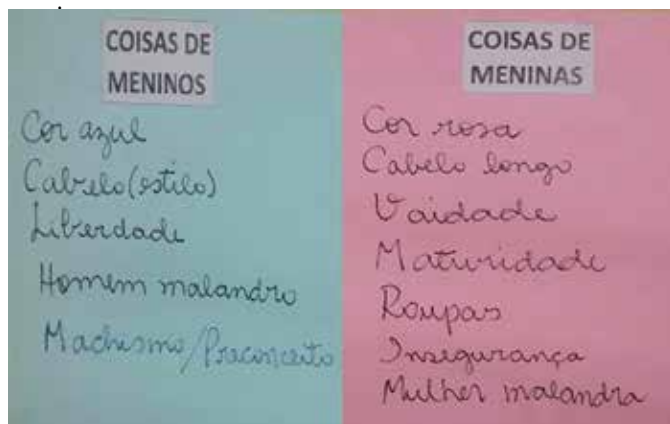 COISAS DE
MENINOS
Cor azul
Cabelo (estilo)
Liberdade
Homem malandro
Machismo/Preconceito
COISAS DE
MENINAS
Cor rosa
Cabelo longo
Vaidade
Maturidade
Roupas
Insegurança
Mulher malandra